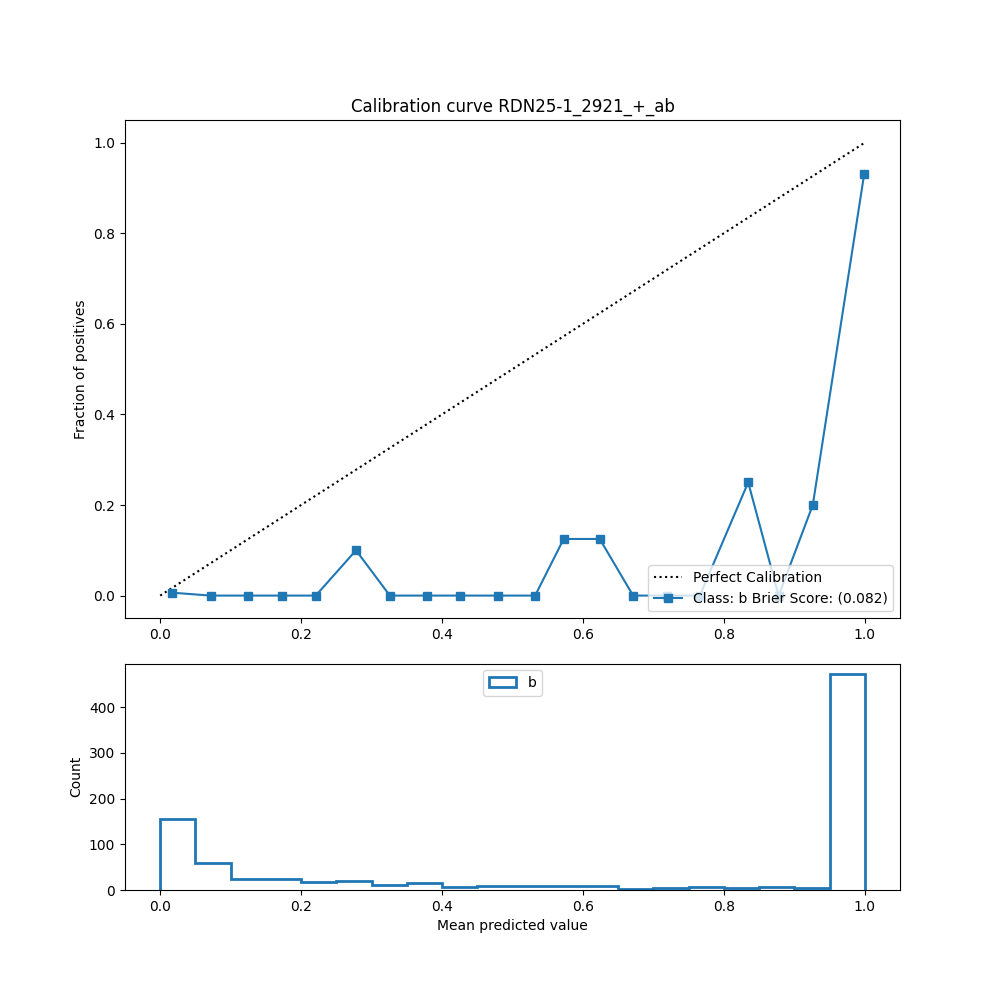 Calibration curve RDN25-1_2921_+_ab
1.0
0.8
0.6
0.4
0.2
0.0
Fraction of positives
Perfect Calibration
Class: b Brier Score: (0.082)
0.0 0.2 0.4 0.6 0.8 1.0
b
400
300
200
100
0
Count
0.0 0.2 0.4 0.6 0.8 1.0
Mean predicted value